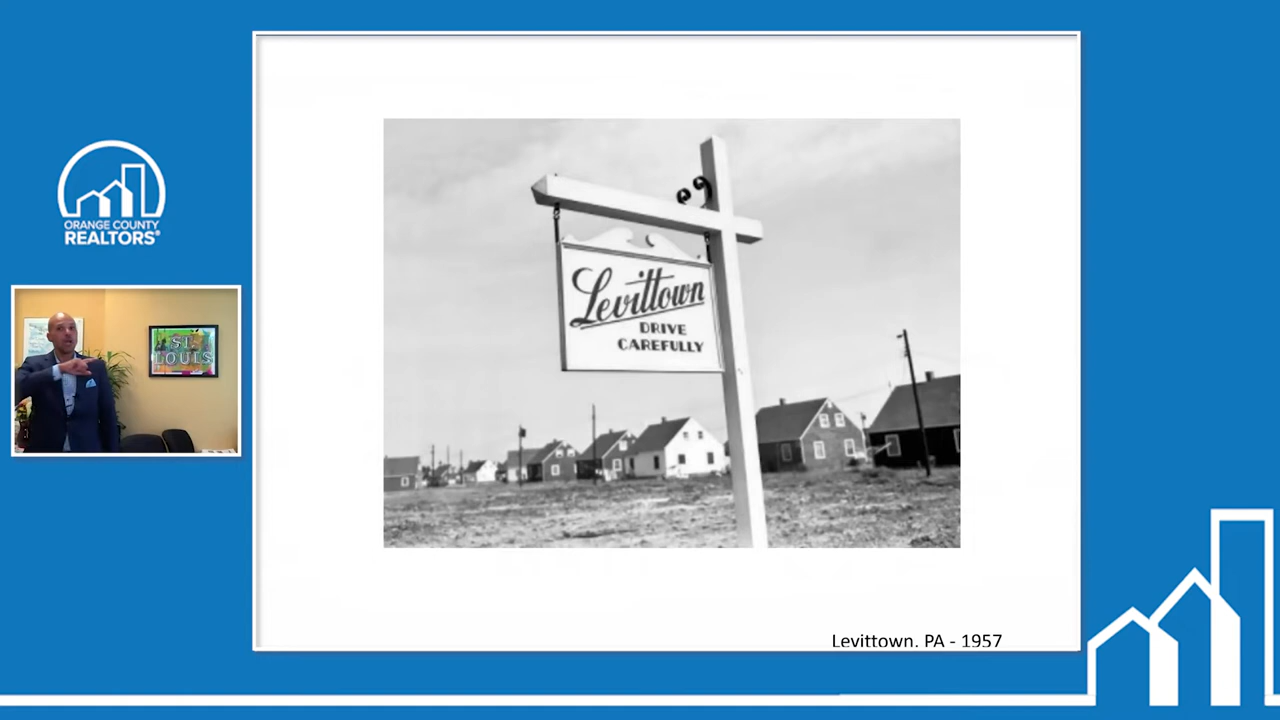 ORANGE COUNTY
REALTORS®
ST.
LOUIS
Levittown
DRIVE
CAREFULLY
Levittown, PA - 1957